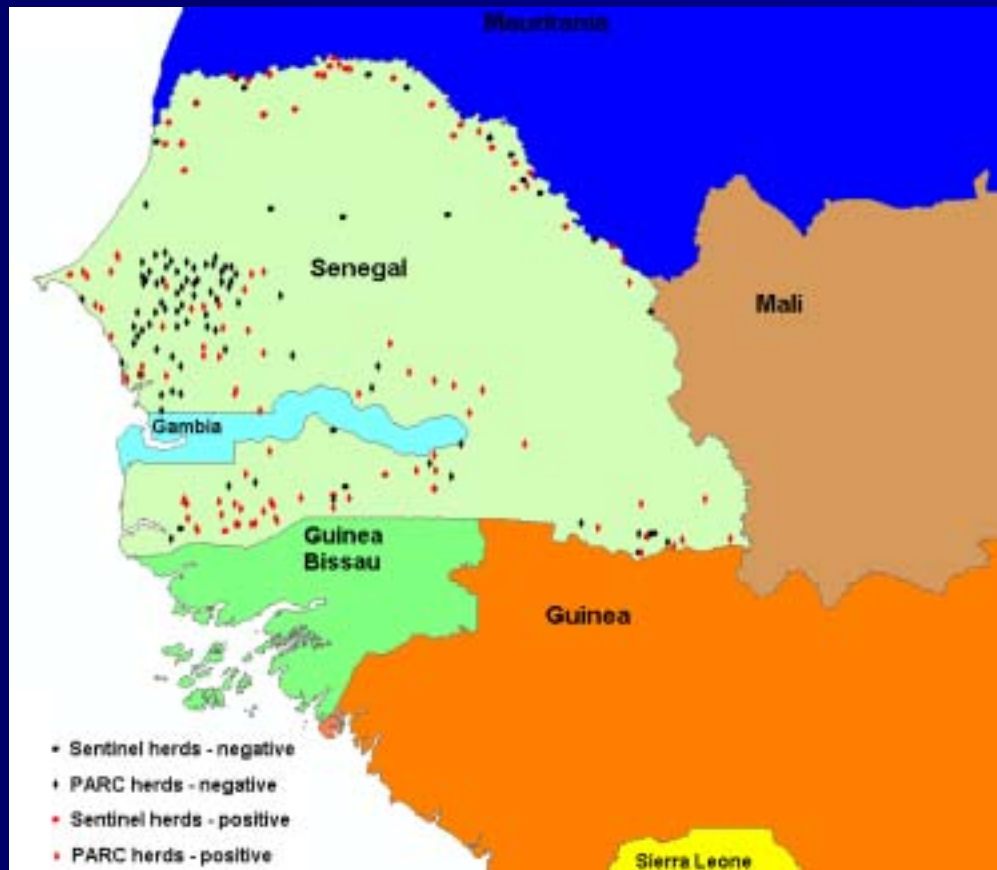 Mauritania
Senegal
Mali
Gambia
Guinea
Bissau
Guinea
Sentinel herds - negative
PARC herds - negative
Sentinel herds - positive
PARC herds - positive
Sierra Leone